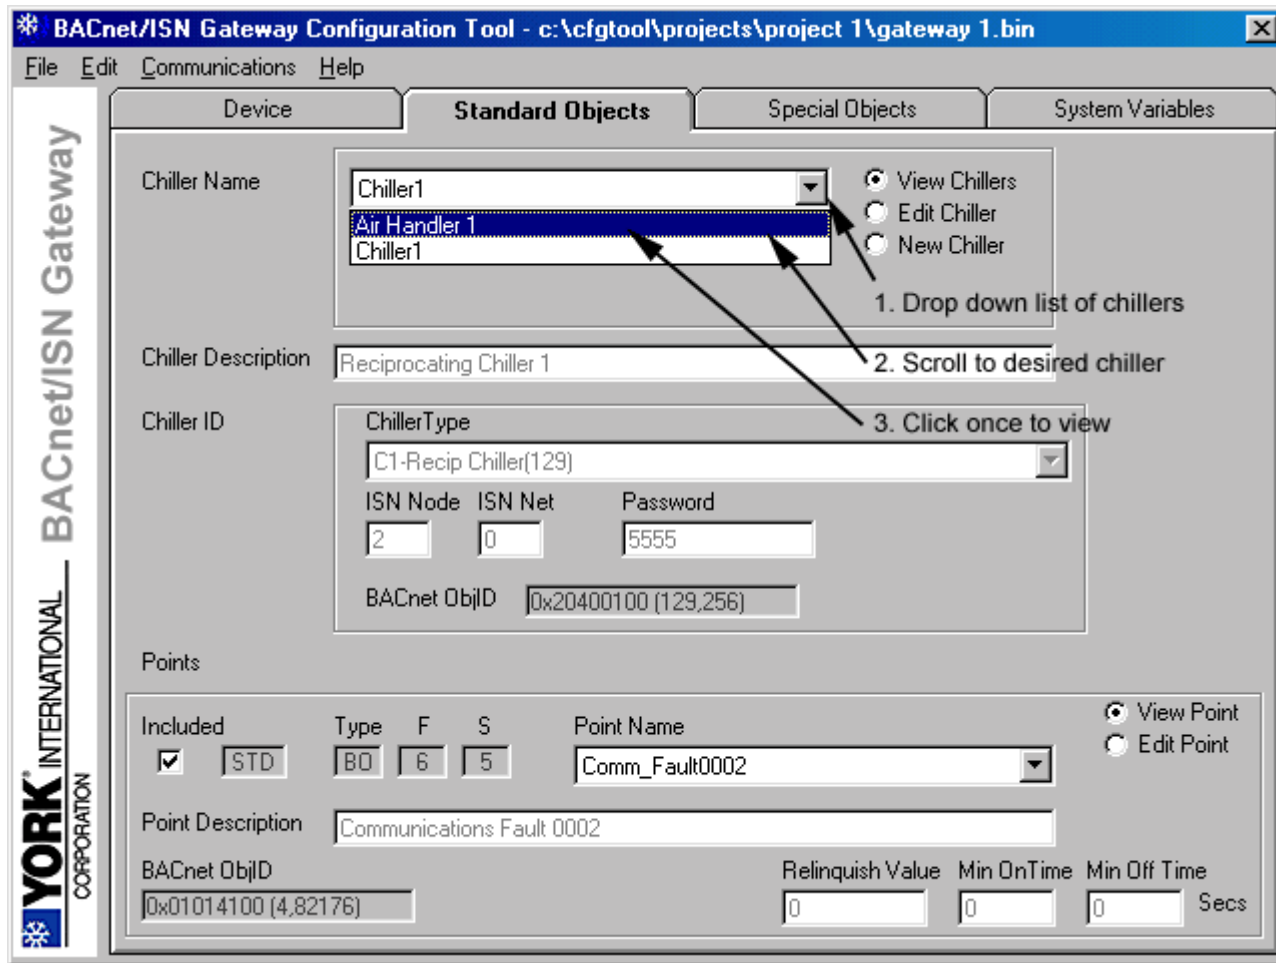 BACnet/ISN Gateway Configuration Tool - c:\cfgtool\projects\project 1\gateway 1.bin
File Edit Communications Help
Device Standard Objects Special Objects System Variables
BACnet/ISN Gateway
YORK INTERNATIONAL
CORPORATION
Chiller Name
Chiller1
Air Handler 1
Chiller1
View Chillers
Edit Chiller
New Chiller
1. Drop down list of chillers
Chiller Description
Reciprocating Chiller 1
2. Scroll to desired chiller
Chiller ID
ChillerType
3. Click once to view
C1-Recip Chiller(129)
ISN Node ISN Net Password
2 0 5555
BACnet ObjID 0x20400100 (129,256)
Points
Included Type F S Point Name
STD BO 6 5 Comm_Fault0002
View Point
Edit Point
Point Description Communications Fault 0002
BACnet ObjID Relinquish Value Min OnTime Min Off Time
0x01014100 (4,82176) 0 0 0 Secs